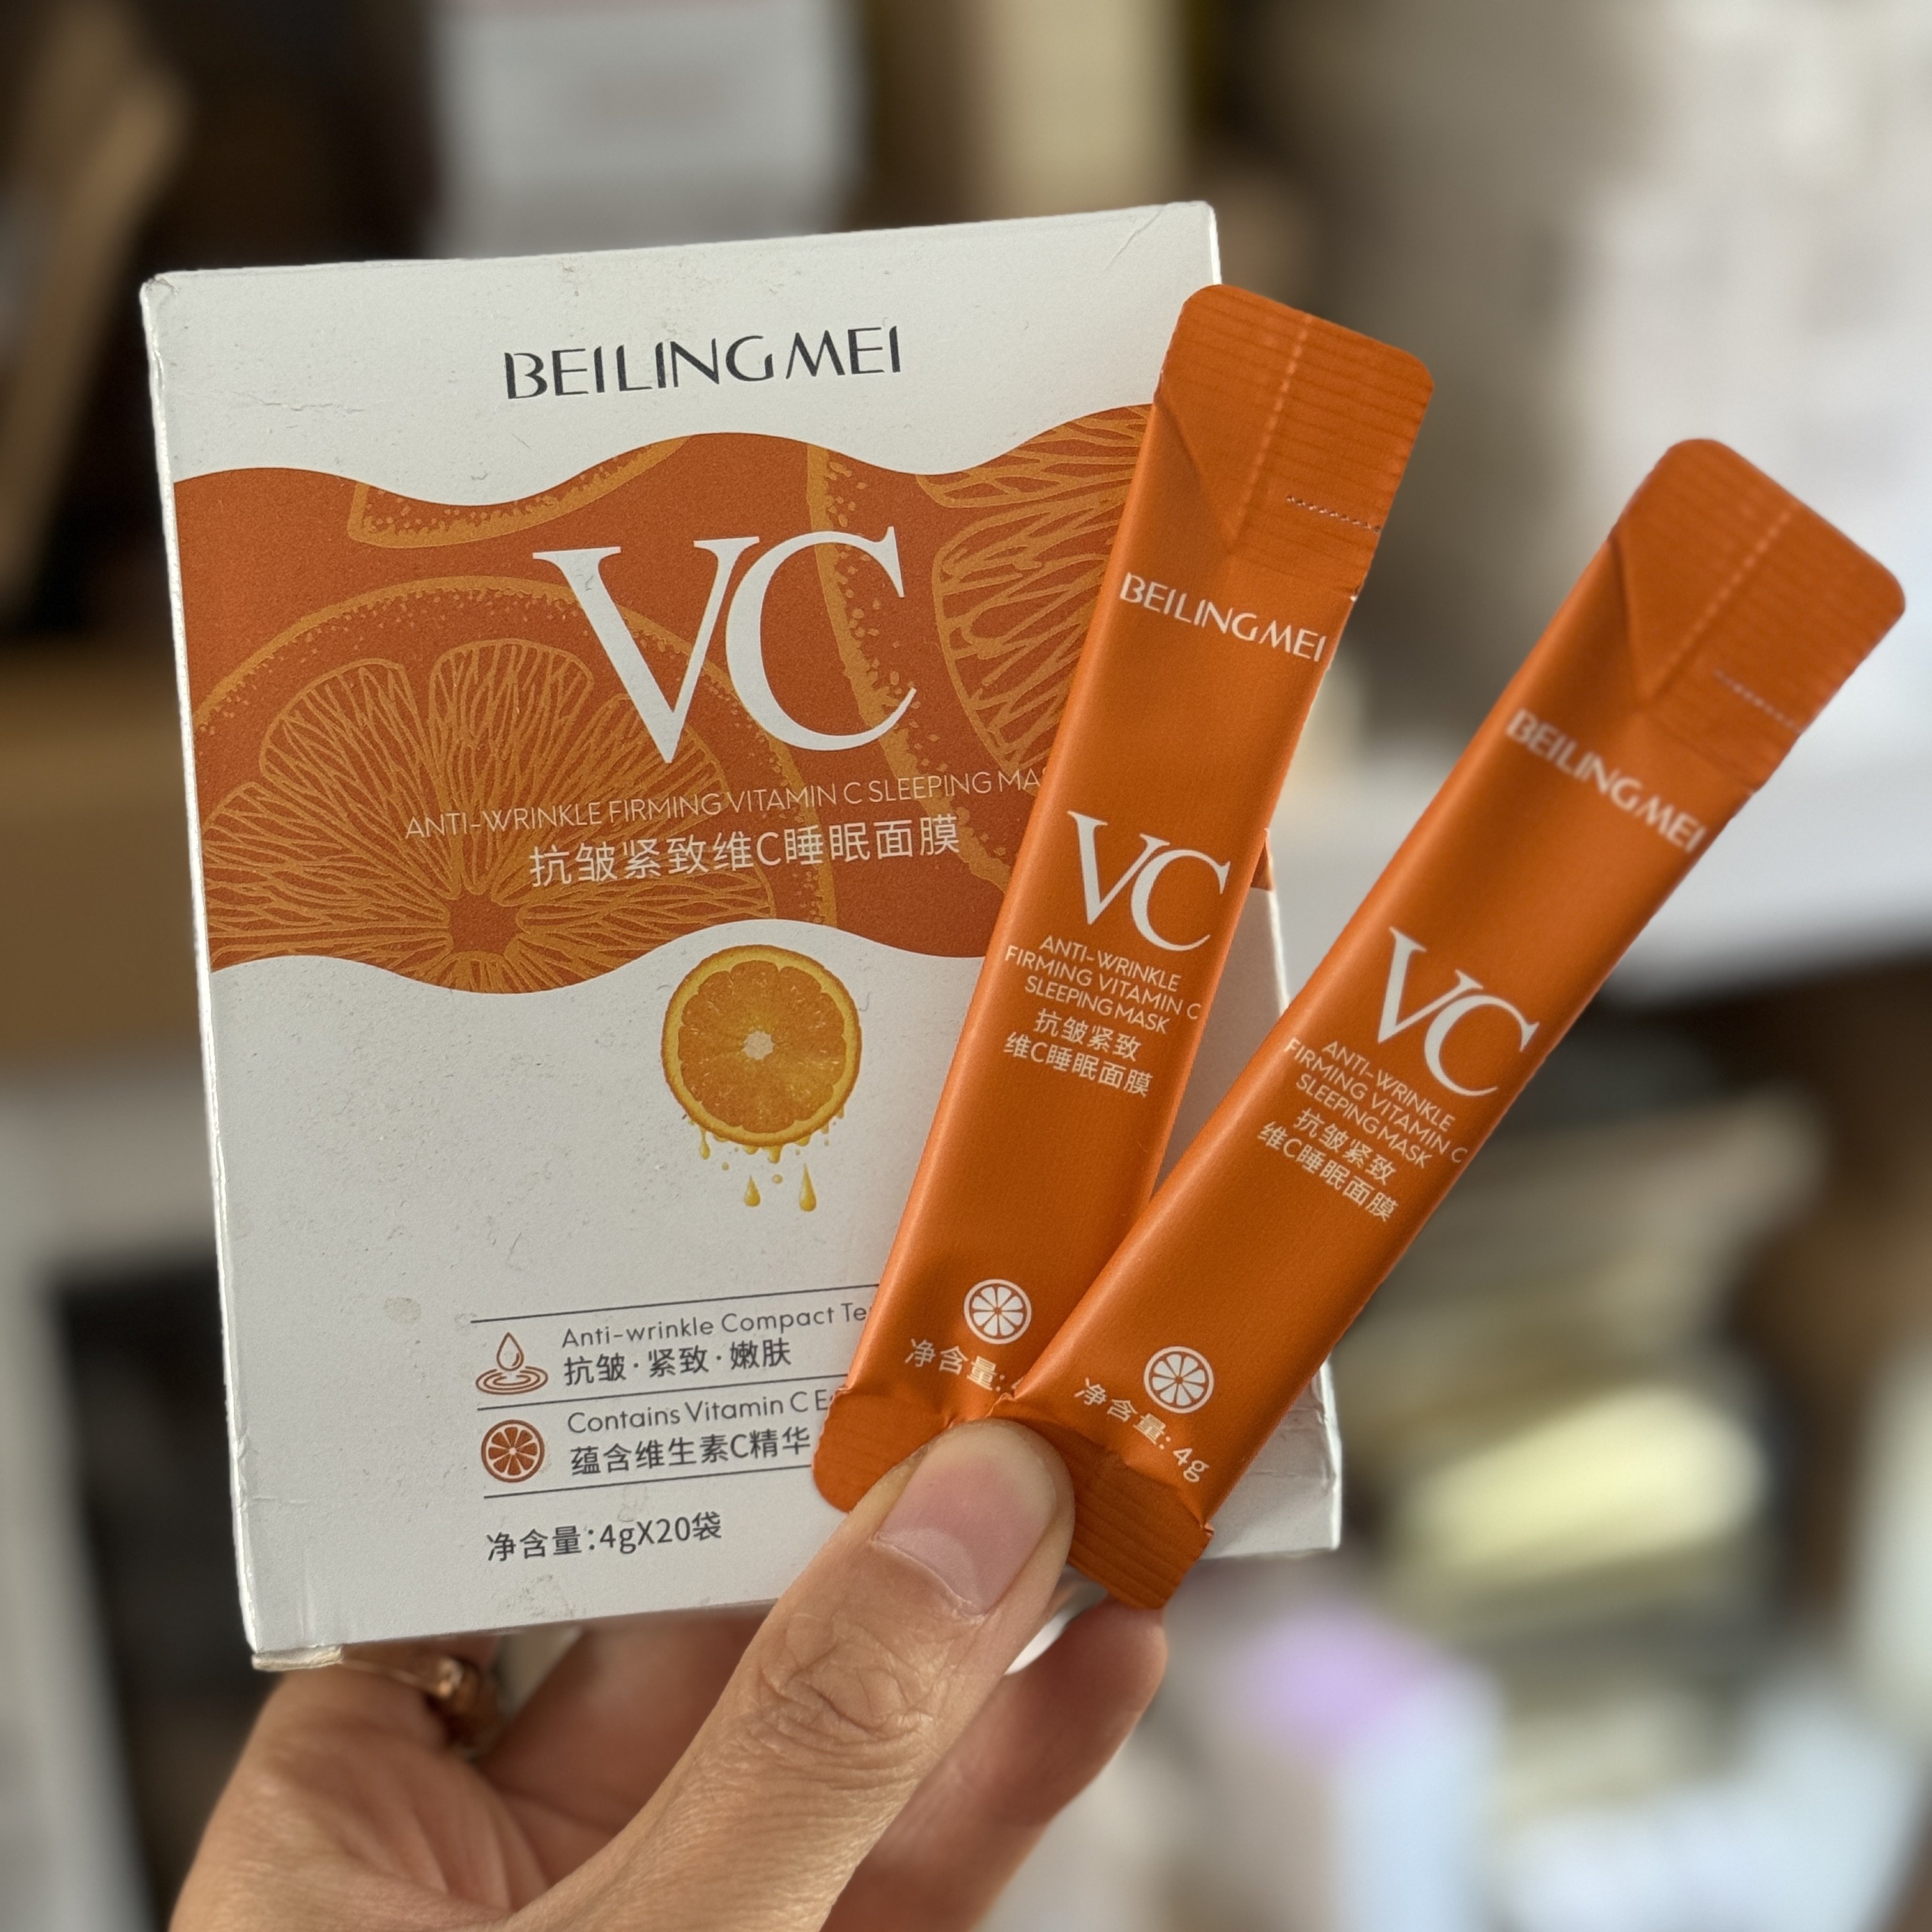 BEILINGMEI
VC
ANTI-WRINKLE FIRMING VITAMIN C SLEEPING
抗皱紧致维C睡眠面膜
Anti-wrinkle Compact
抗皱·紧致·嫩肤
Contains Vitamin C
蕴含维生素C精华
净含量:4gX20袋
BEILINGMEI
VC
ANTI-WRINKLE
FIRMING VITAMIN C
SLEEPING MASK
抗皱紧致
维C睡眠面膜
净含量:
BEILINGMEI
VC
ANTI-WRINKLE
FIRMING VITAMIN C
SLEEPING MASK
抗皱紧致
维C睡眠面膜
净含量:4g